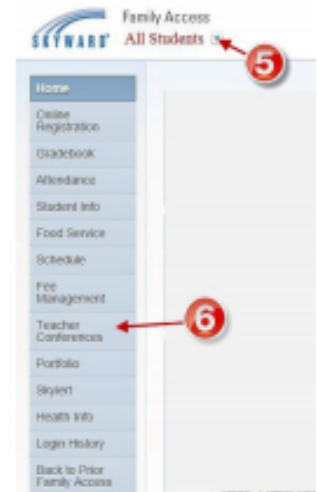 SKYWARD
Family Access
All Students
5
Home
Online
Registration
Gradebook
Attendance
Student Info
Food Service
Schedule
Fee
Management
Teacher
Conferences
6
Portfolio
Skylert
Health Info
Login History
Back to Prior
Family Access